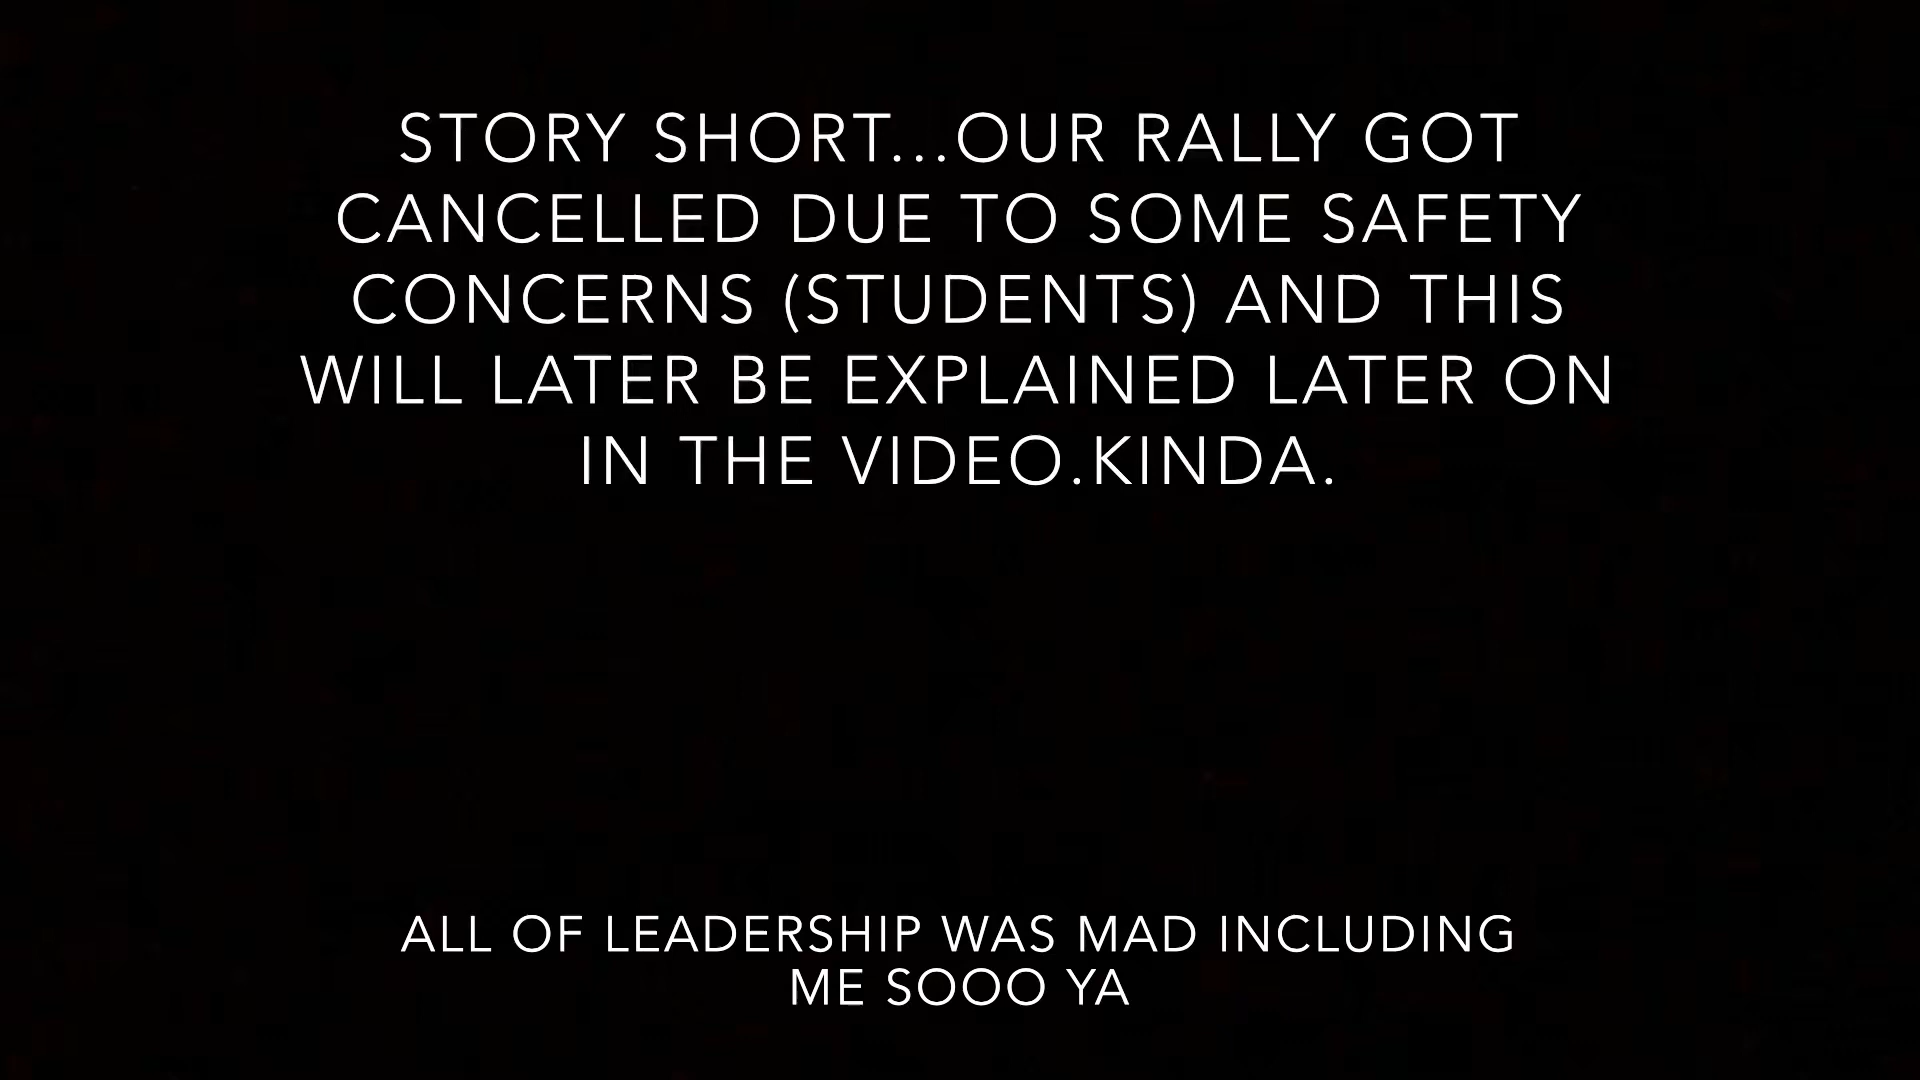 STORY SHORT...OUR RALLY GOT
CANCELLED DUE TO SOME SAFETY
CONCERNS (STUDENTS) AND THIS
WILL LATER BE EXPLAINED LATER ON
IN THE VIDEO.KINDA.
ALL OF LEADERSHIP WAS MAD INCLUDING
ME SOOO YA